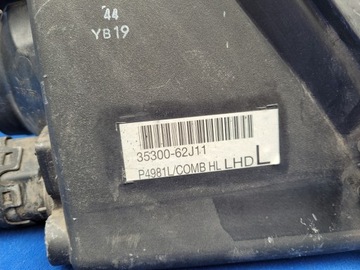 44
YB19
35300-62J11
P4981L/COMB HL LHD L